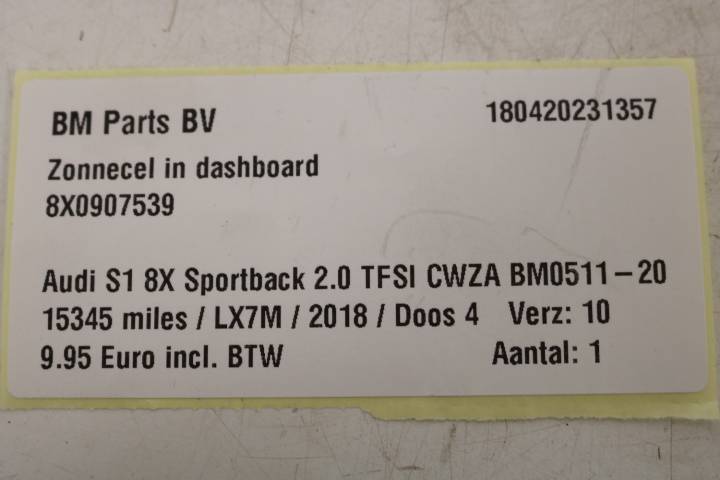 BM Parts BV 180420231357
Zonnecel in dashboard
8X0907539
Audi S1 8X Sportback 2.0 TFSI CWZA BM0511-20
15345 miles / LX7M / 2018 / Doos 4 Verz: 10
9.95 Euro incl. BTW Aantal: 1